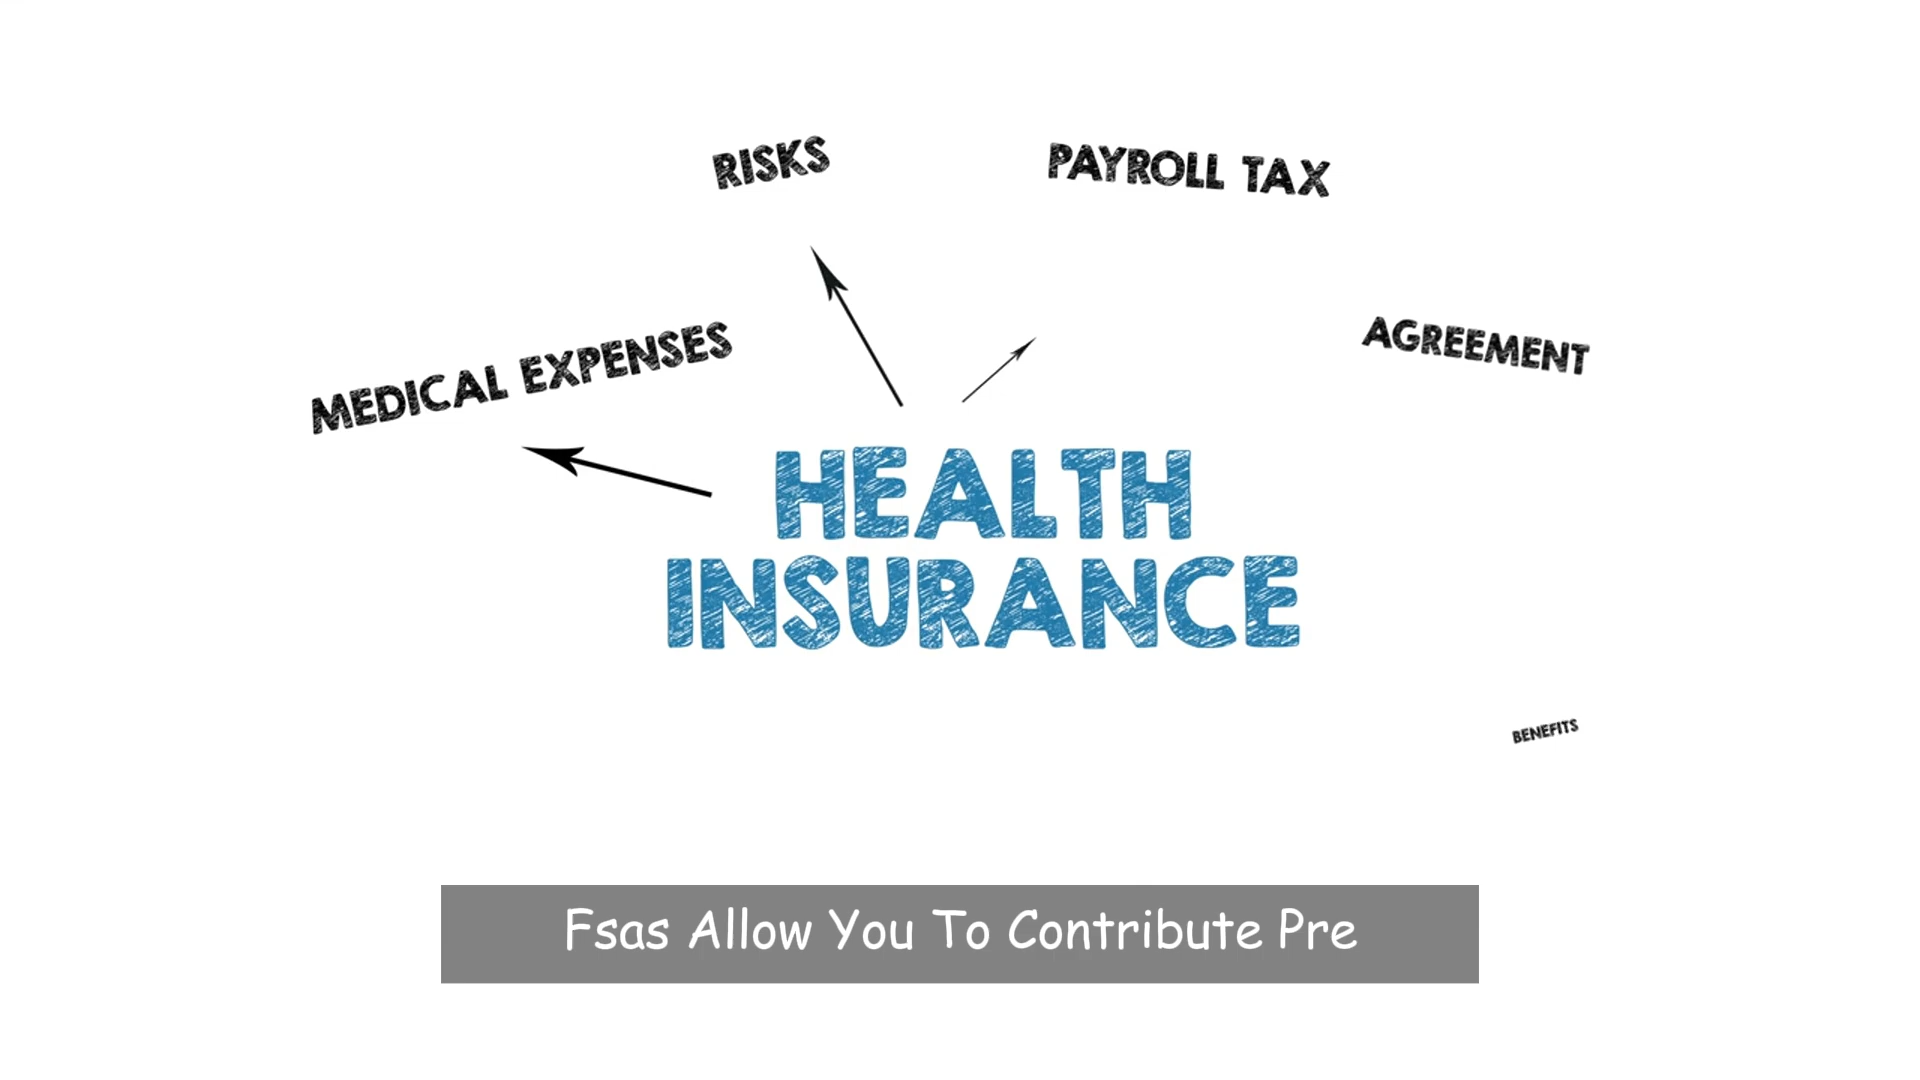 RISKS
PAYROLL TAX
MEDICAL EXPENSES
AGREEMENT
HEALTH
INSURANCE
BENEFITS
Fsas Allow You To Contribute Pre